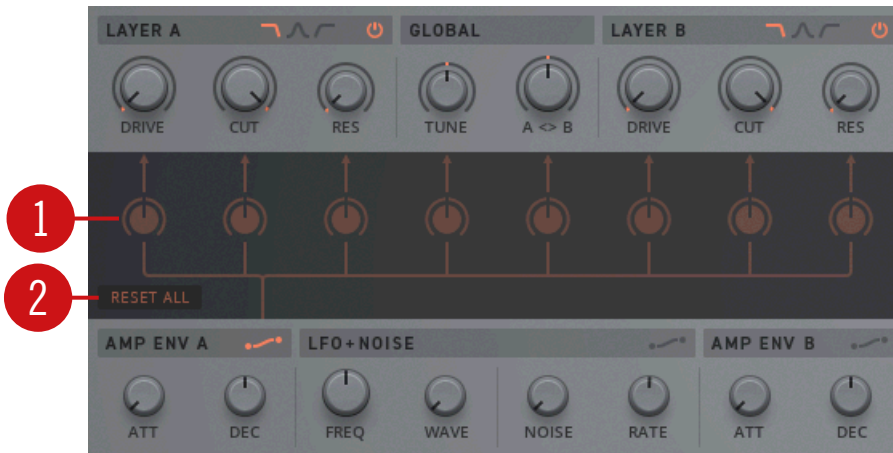 LAYER A GLOBAL LAYER B
DRIVE CUT RES TUNE A <> B DRIVE CUT RES
1
2 RESET ALL
AMP ENV A LFO+NOISE AMP ENV B
ATT DEC FREQ WAVE NOISE RATE ATT DEC